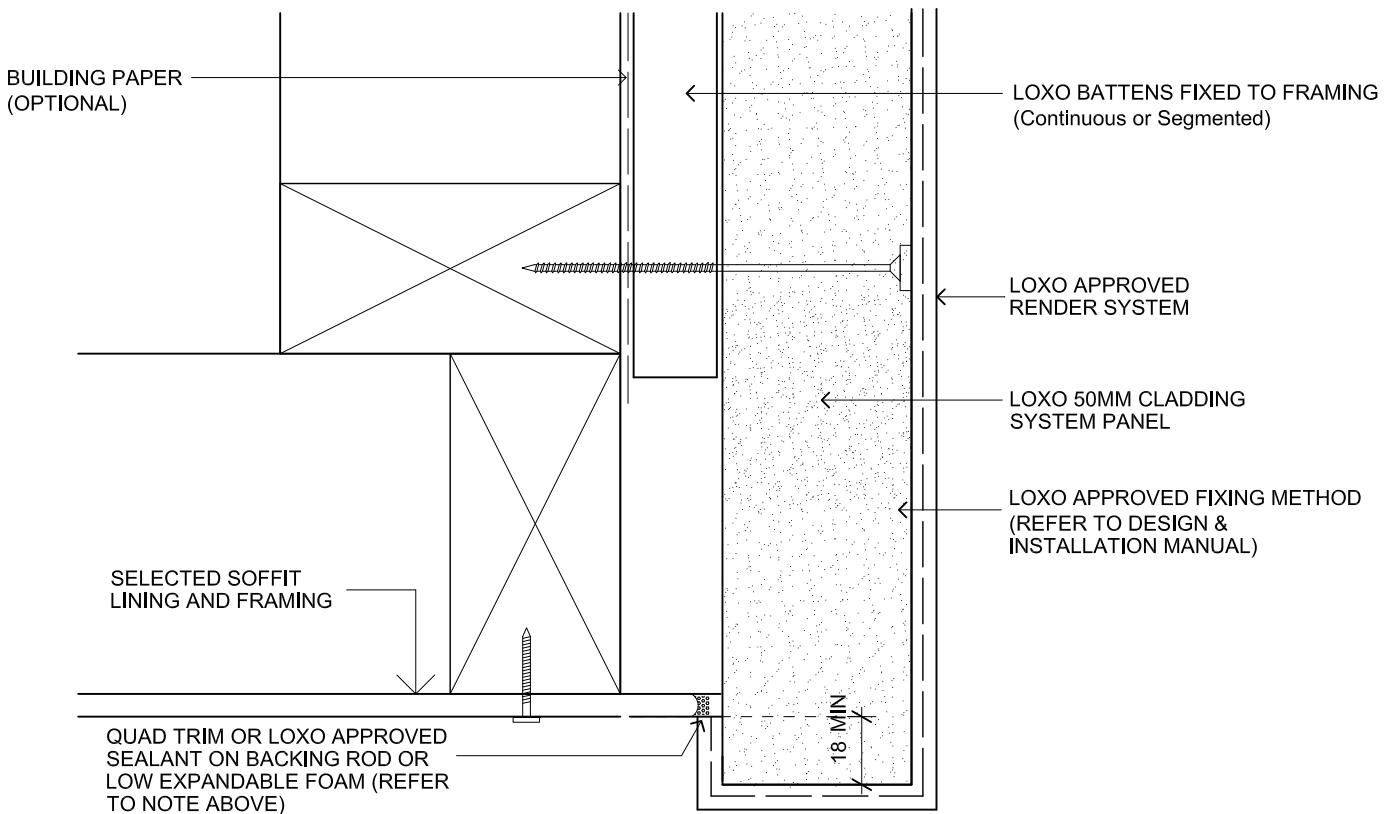 BUILDING PAPER
(OPTIONAL)
LOXO BATTENS FIXED TO FRAMING
(Continuous or Segmented)
LOXO APPROVED
RENDER SYSTEM
LOXO 50MM CLADDING
SYSTEM PANEL
LOXO APPROVED FIXING METHOD
(REFER TO DESIGN &
INSTALLATION MANUAL)
SELECTED SOFFIT
LINING AND FRAMING
18 MIN
QUAD TRIM OR LOXO APPROVED
SEALANT ON BACKING ROD OR
LOW EXPANDABLE FOAM (REFER
TO NOTE ABOVE)